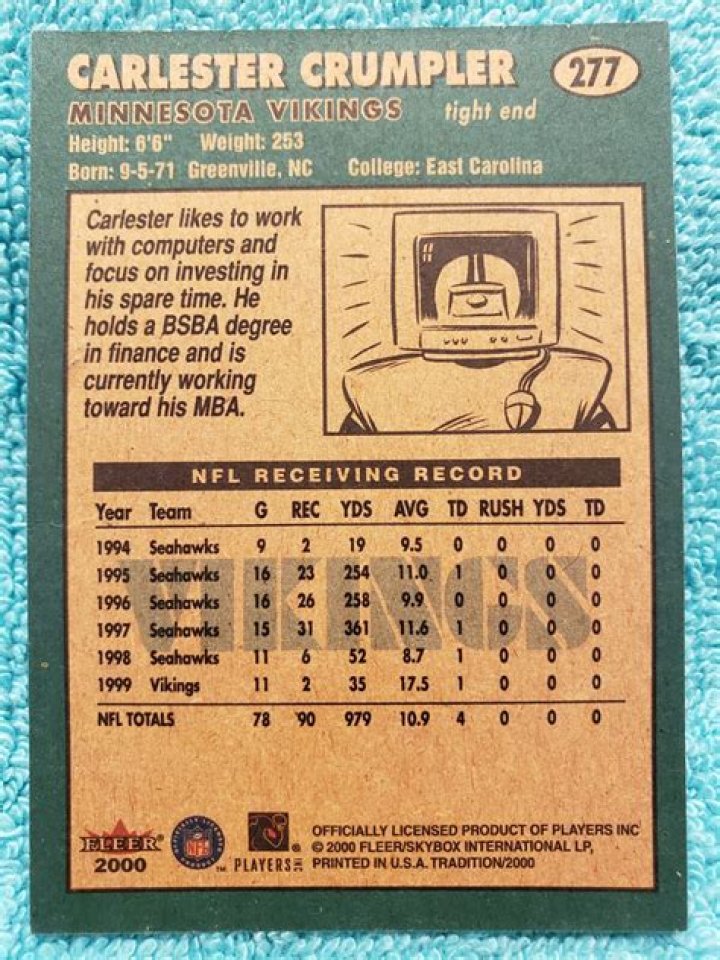 CARLESTER CRUMPLER 277
MINNESOTA VIKINGS tight end
Height: 6'6" Weight: 253
Born: 9-5-71 Greenville, NC College: East Carolina
Carlester likes to work
with computers and
focus on investing in
his spare time. He
holds a BSBA degree
in finance and is
currently working
toward his MBA.
NFL RECEIVING RECORD
Year Team G REC YDS AVG TD RUSH YDS TD
1994 Seahawks 9 2 19 9.5 0 0 0 0
1995 Seahawks 16 23 254 11.0 1 0 0 0
1996 Seahawks 16 26 258 9.9 0 0 0 0
1997 Seahawks 15 31 361 11.6 1 0 0 0
1998 Seahawks 11 6 52 8.7 1 0 0 0
1999 Vikings 11 2 35 17.5 1 0 0 0
VIKINGS
NFL TOTALS 78 90 979 10.9 4 0 0 0
FLEER
2000
NFL
™ PLAYERS INC
®
OFFICIALLY LICENSED PRODUCT OF PLAYERS INC
© 2000 FLEER/SKYBOX INTERNATIONAL LP,
PRINTED IN U.S.A. TRADITION/2000